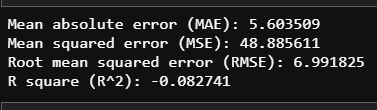 Mean absolute error (MAE): 5.603509
Mean squared error (MSE): 48.885611
Root mean squared error (RMSE): 6.991825
R square (R^2): -0.082741